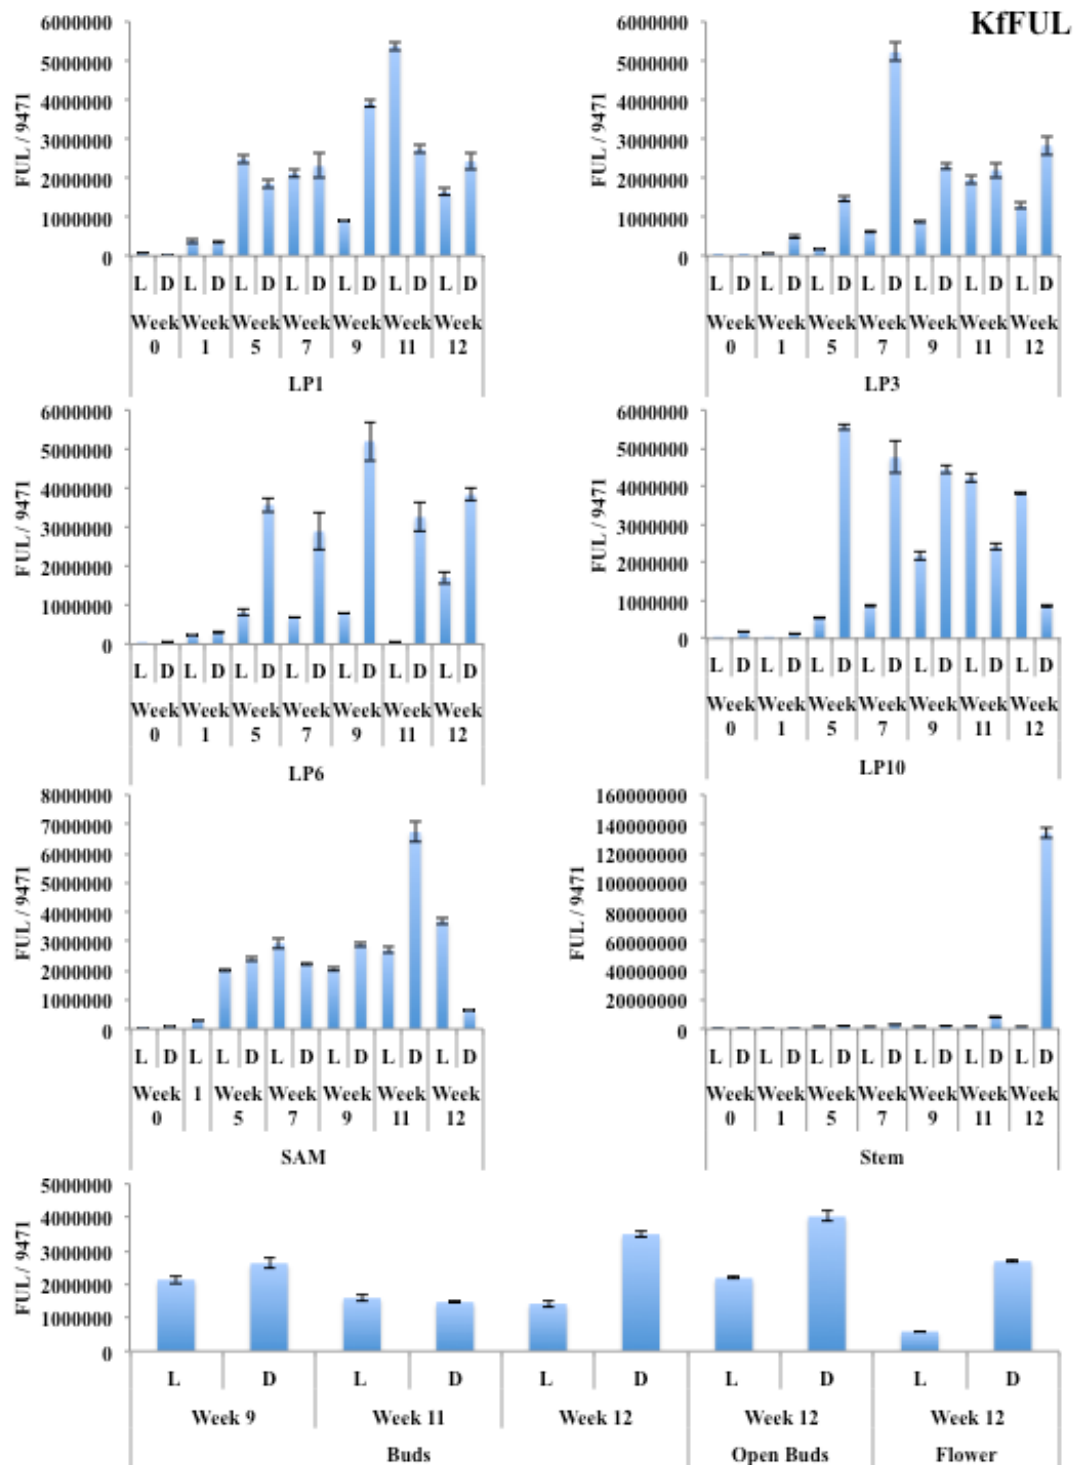 KfFUL
6000000
5000000
4000000
3000000
2000000
1000000
0
FUL / 9471
L D L D L D L D L D L D L D
Week Week Week Week Week Week Week
0 1 5 7 9 11 12
LP1
6000000
5000000
4000000
3000000
2000000
1000000
0
FUL / 9471
L D L D L D L D L D L D L D
Week Week Week Week Week Week Week
0 1 5 7 9 11 12
LP3
6000000
5000000
4000000
3000000
2000000
1000000
0
FUL / 9471
L D L D L D L D L D L D L D
Week Week Week Week Week Week Week
0 1 5 7 9 11 12
LP6
6000000
5000000
4000000
3000000
2000000
1000000
0
FUL / 9471
L D L D L D L D L D L D L D
Week Week Week Week Week Week Week
0 1 5 7 9 11 12
LP10
8000000
7000000
6000000
5000000
4000000
3000000
2000000
1000000
0
FUL / 9471
L D L L D L D L D L D L D
Week 1 Week Week Week Week Week
0 5 7 9 11 12
SAM
160000000
140000000
120000000
100000000
80000000
60000000
40000000
20000000
0
FUL / 9471
L D L D L D L D L D L D L D
Week Week Week Week Week Week Week
0 1 5 7 9 11 12
Stem
5000000
4000000
3000000
2000000
1000000
0
FUL / 9471
L D L D L D L D L D
Week 9 Week 11 Week 12 Week 12 Week 12
Buds Open Buds Flower